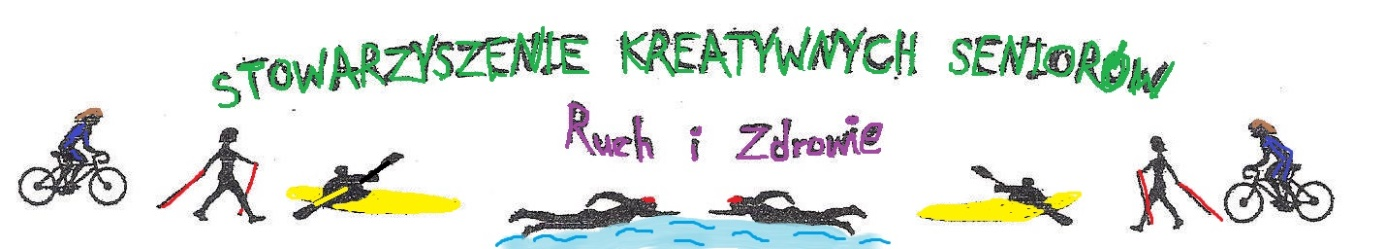 STOWARZYSZENIE KREATYWNYCH SENIORÓW
Ruch i Zdrowie